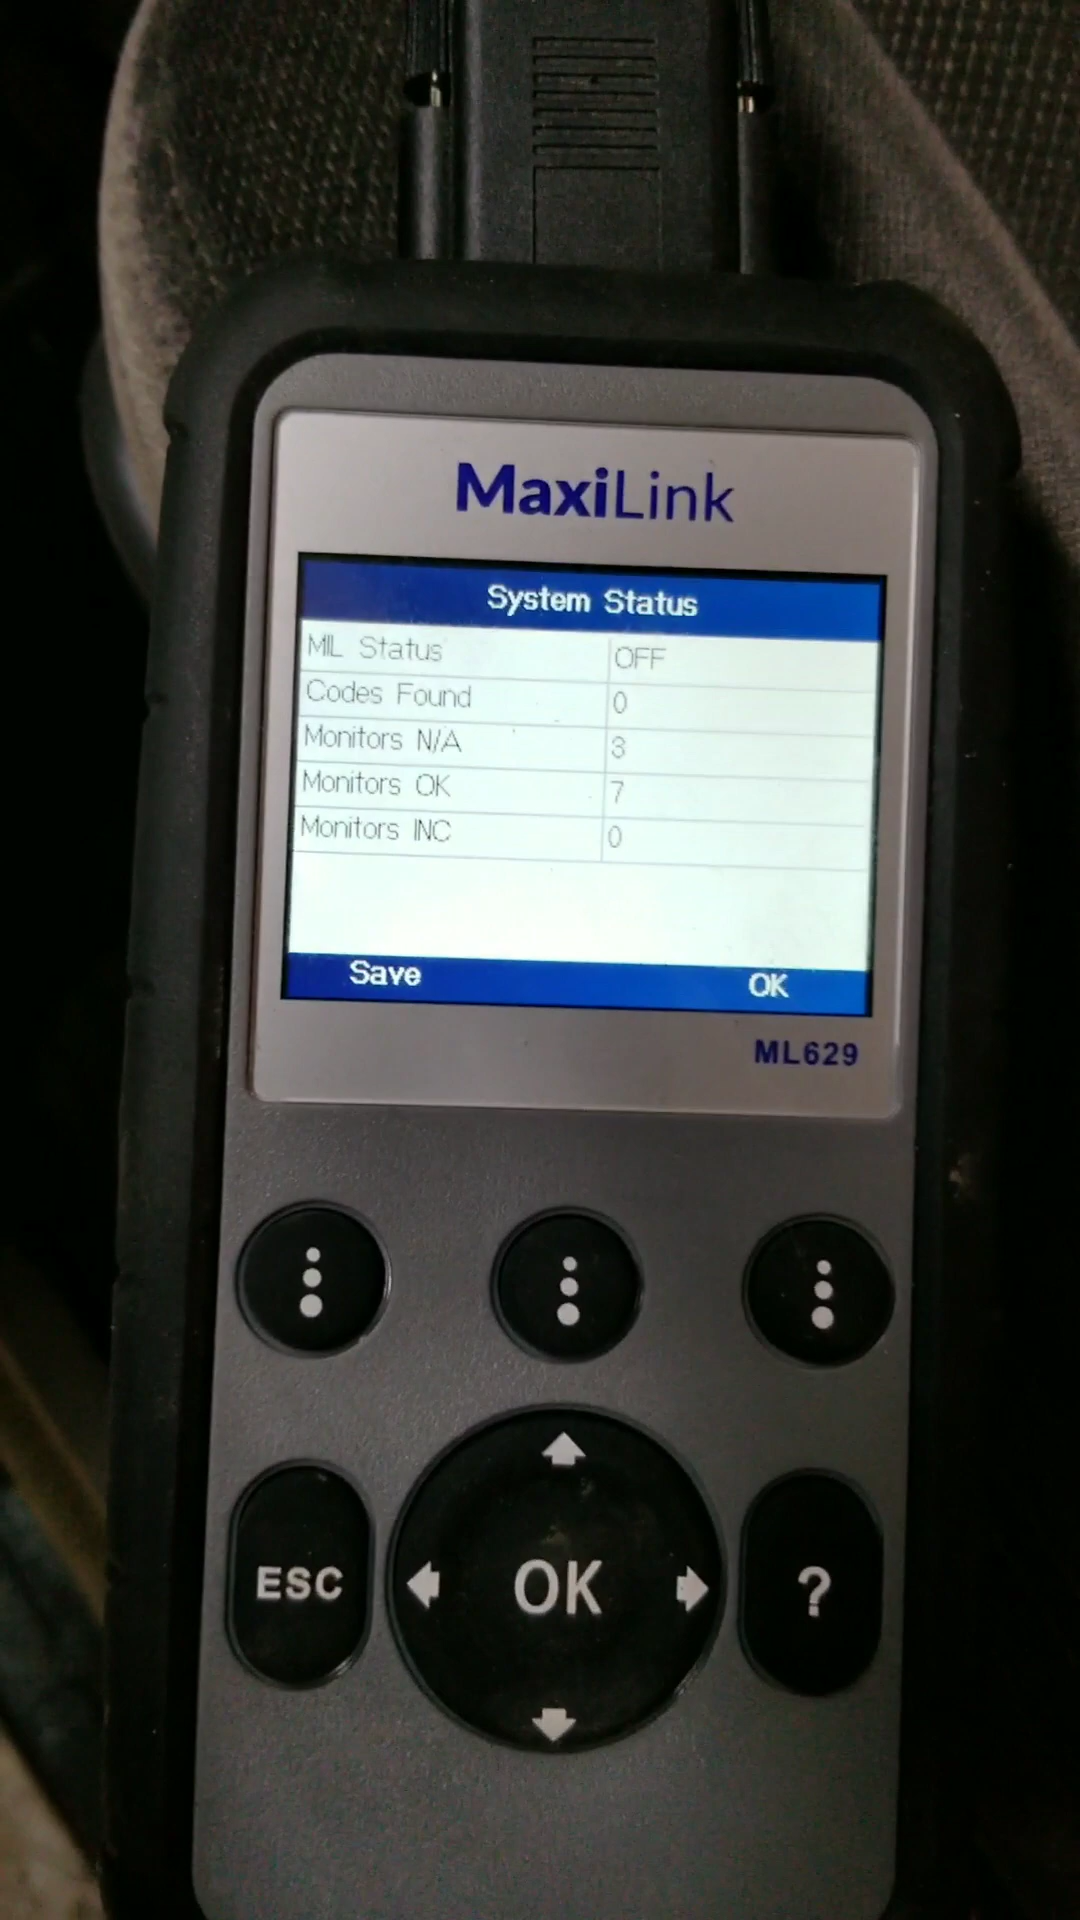 MaxiLink
System Status
MIL Status OFF
Codes Found 0
Monitors N/A 3
Monitors OK 7
Monitors INC 0
Save OK
ML629
ESC OK ?